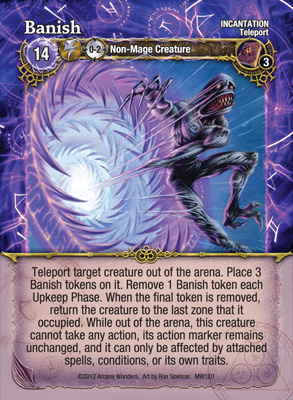 Banish
INCANTATION
Teleport
14
0-2
Non-Mage Creature
3
Teleport target creature out of the arena. Place 3
Banish tokens on it. Remove 1 Banish token each
Upkeep Phase. When the final token is removed,
return the creature to the last zone that it
occupied. While out of the arena, this creature
cannot take any action, its action marker remains
unchanged, and it can only be affected by attached
spells, conditions, or its own traits.
©2012 Arcane Wonders, Art by Ron Spencer. MW1I01